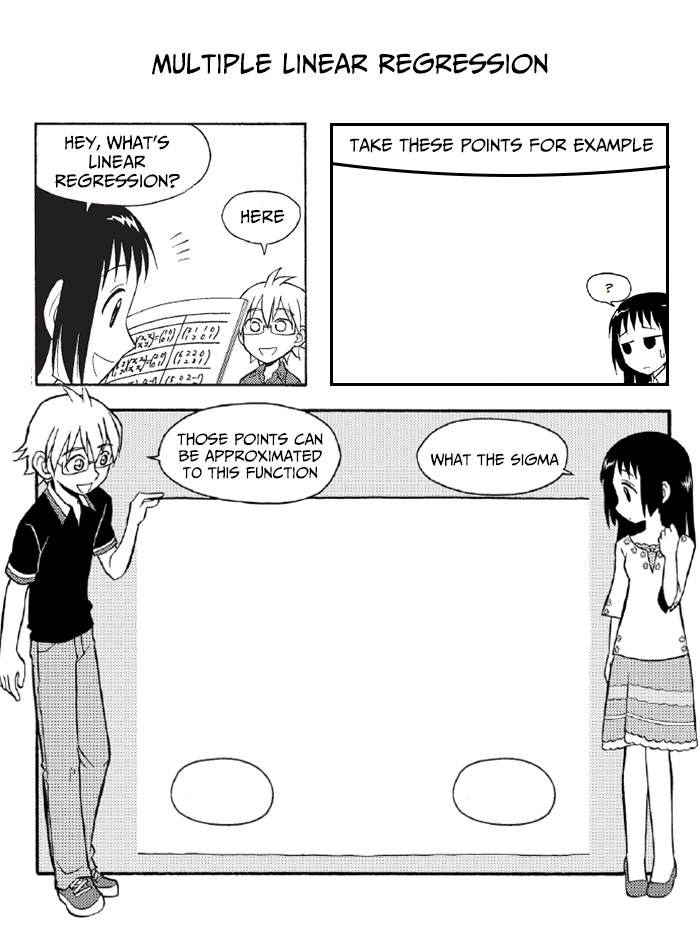 MULTIPLE LINEAR REGRESSION
HEY, WHAT'S
LINEAR
REGRESSION?
HERE
TAKE THESE POINTS FOR EXAMPLE
?
THOSE POINTS CAN
BE APPROXIMATED
TO THIS FUNCTION
WHAT THE SIGMA